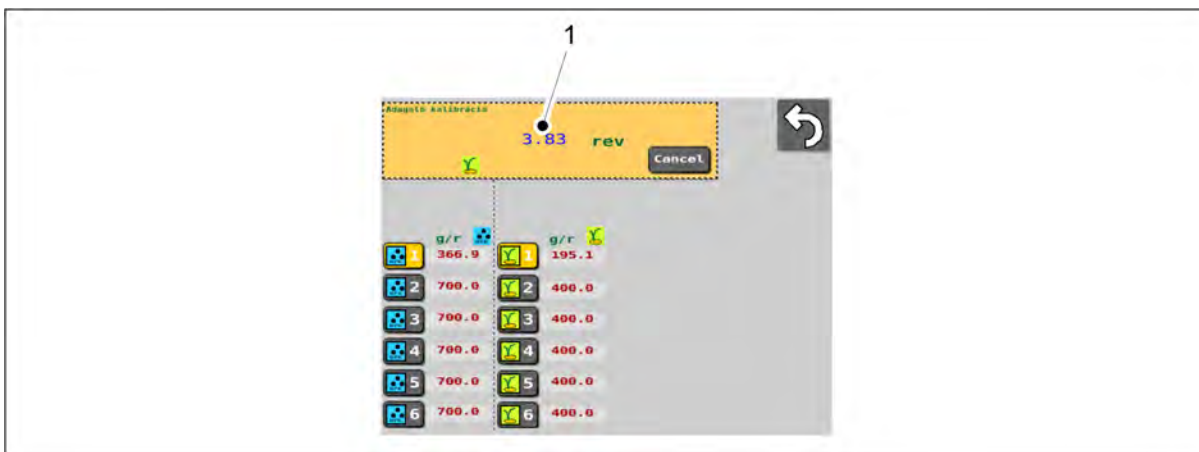 1
Adagoló kalibráció
3.83 rev
Cancel
g/r g/r
1 366.9 1 195.1
2 700.0 2 400.0
3 700.0 3 400.0
4 700.0 4 400.0
5 700.0 5 400.0
6 700.0 6 400.0